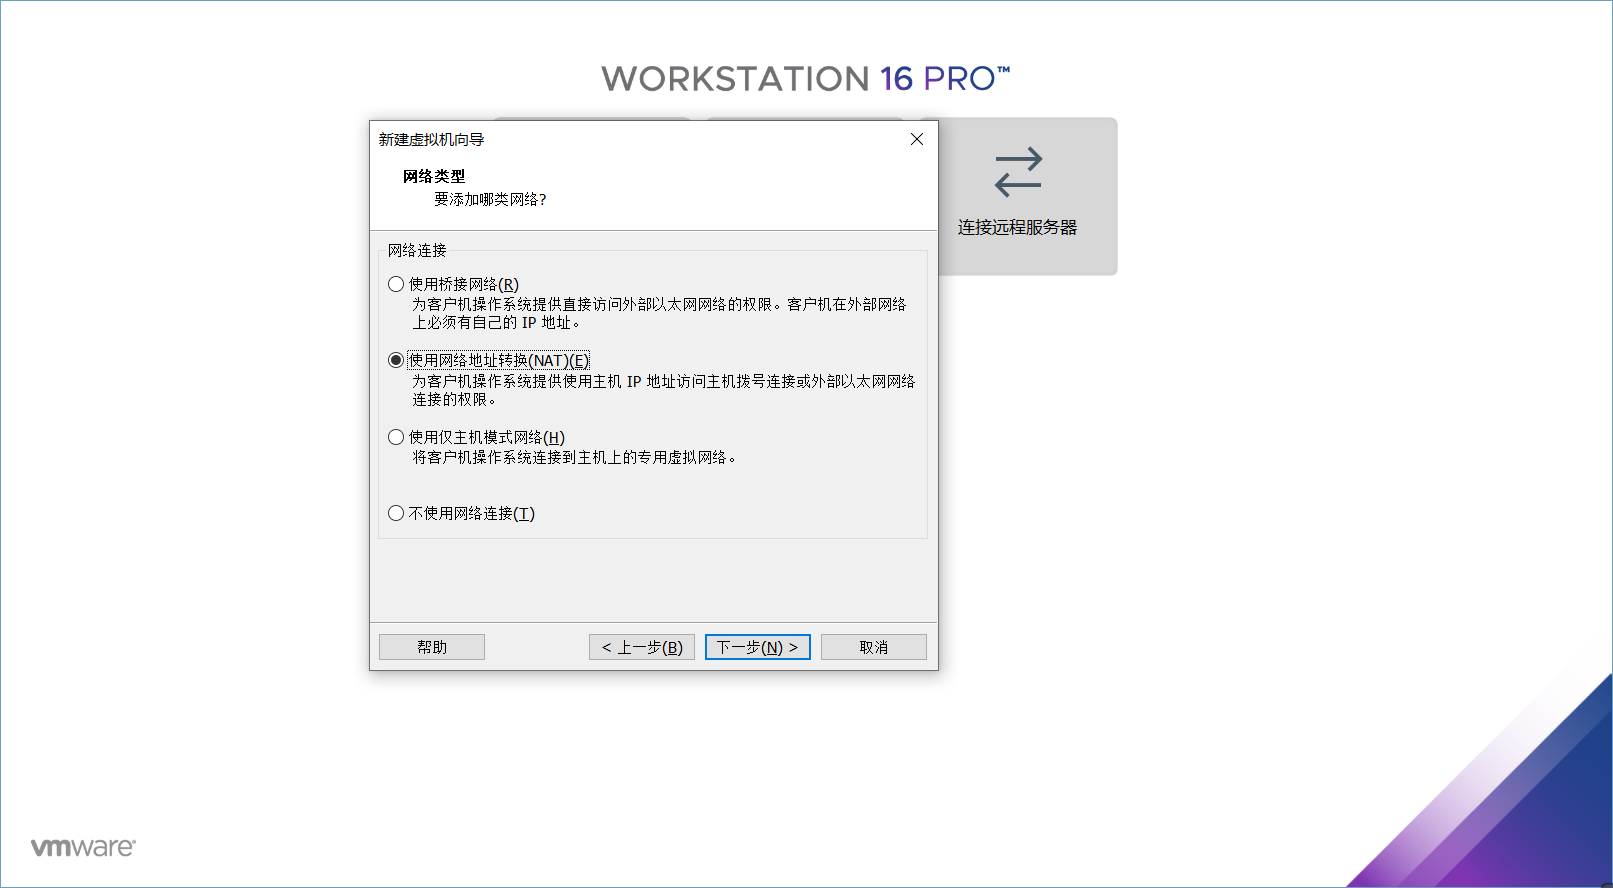 WORKSTATION 16 PRO™
新建虚拟机向导
网络类型
要添加哪类网络?
连接远程服务器
网络连接
使用桥接网络(R)
为客户机操作系统提供直接访问外部以太网网络的权限。客户机在外部网络
上必须有自己的 IP 地址。
使用网络地址转换(NAT)(E)
为客户机操作系统提供使用主机 IP 地址访问主机拨号连接或外部以太网网络
连接的权限。
使用仅主机模式网络(H)
将客户机操作系统连接到主机上的专用虚拟网络。
不使用网络连接(T)
帮助
< 上一步(B)
下一步(N) >
取消
vmware®